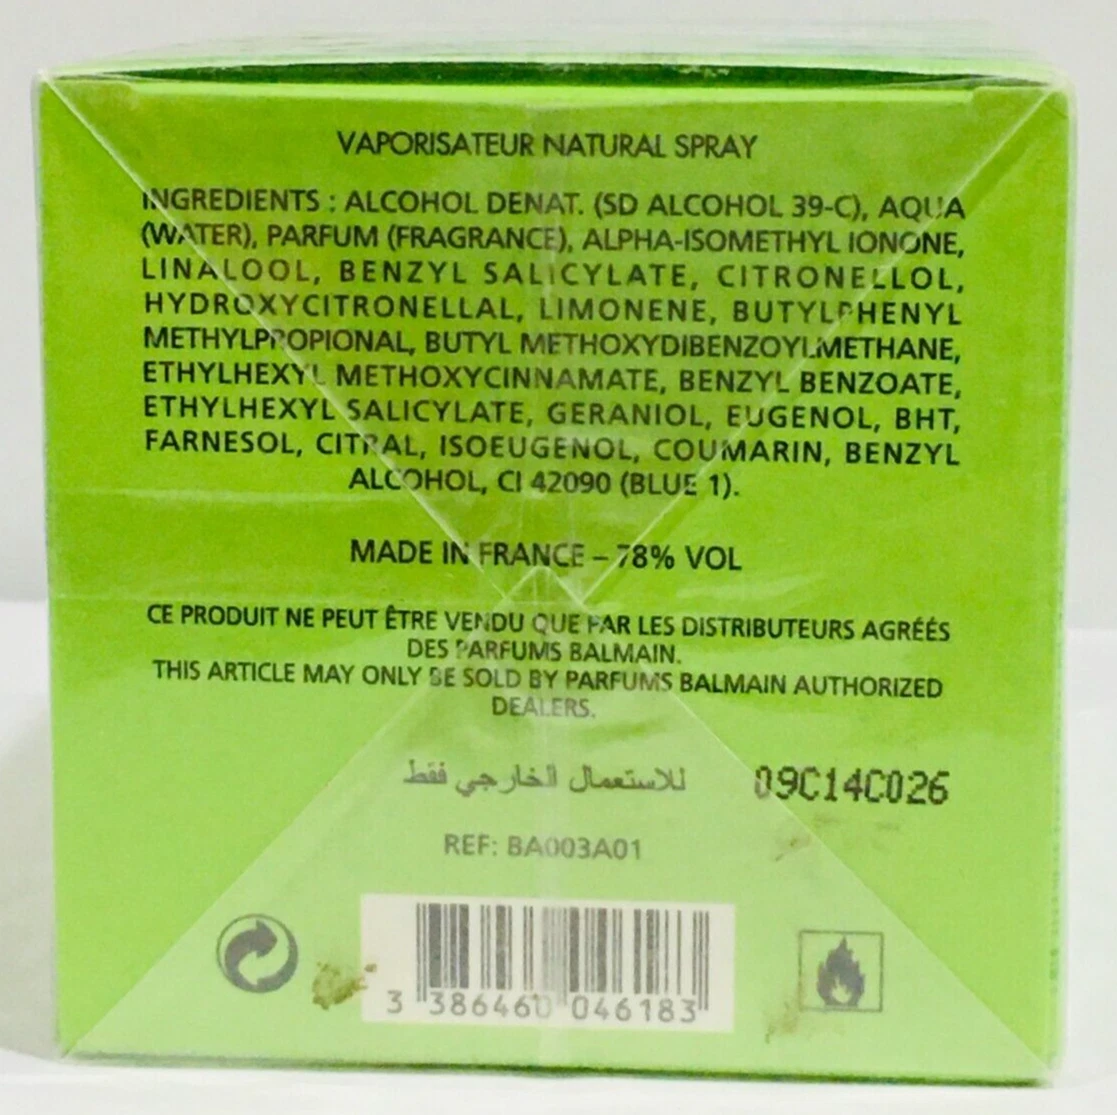 VAPORISATEUR NATURAL SPRAY
INGREDIENTS : ALCOHOL DENAT. (SD ALCOHOL 39-C), AQUA
(WATER), PARFUM (FRAGRANCE), ALPHA-ISOMETHYL IONONE,
LINALOOL, BENZYL SALICYLATE, CITRONELLOL,
HYDROXYCITRONELLAL, LIMONENE, BUTYLPHENYL
METHYLPROPIONAL, BUTYL METHOXYDIBENZOYLMETHANE,
ETHYLHEXYL METHOXYCINNAMATE, BENZYL BENZOATE,
ETHYLHEXYL SALICYLATE, GERANIOL, EUGENOL, BHT,
FARNESOL, CITRAL, ISOEUGENOL, COUMARIN, BENZYL
ALCOHOL, CI 42090 (BLUE 1).
MADE IN FRANCE – 78% VOL
CE PRODUIT NE PEUT ÊTRE VENDU QUE PAR LES DISTRIBUTEURS AGRÉÉS
DES PARFUMS BALMAIN.
THIS ARTICLE MAY ONLY BE SOLD BY PARFUMS BALMAIN AUTHORIZED
DEALERS.
للاستعمال الخارجي فقط
09C14C026
REF: BA003A01
3 386460 046183